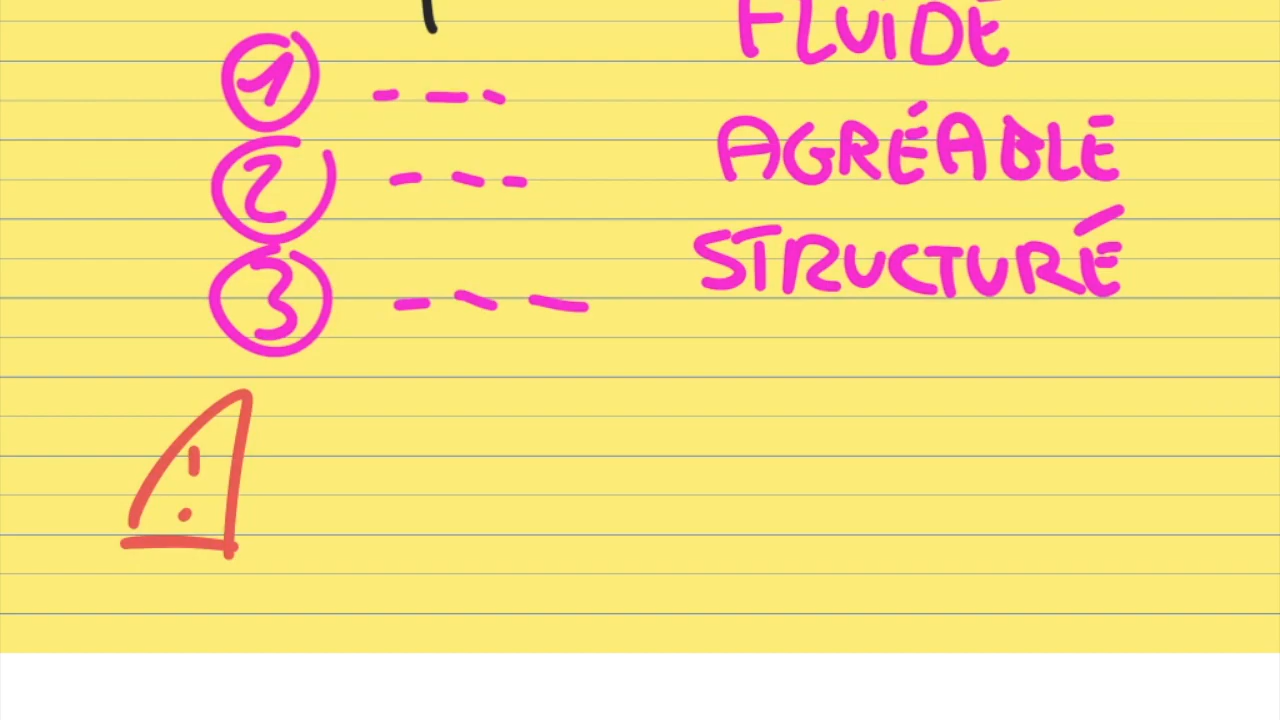 FLUIDE
1 - - -
AGRÉABLE
2 - - -
STRUCTURÉ
3 - - -
!